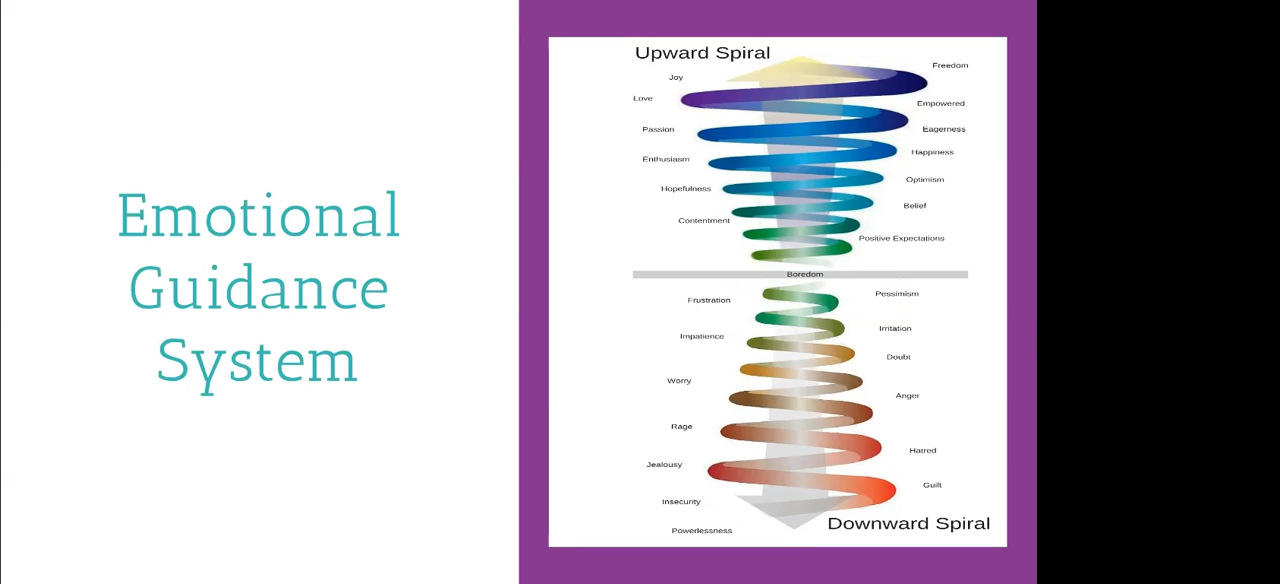 Emotional
Guidance
System
Upward Spiral
Freedom
Joy
Love
Empowered
Passion
Eagerness
Happiness
Enthusiasm
Optimism
Hopefulness
Belief
Contentment
Positive Expectations
Boredom
Pessimism
Frustration
Irritation
Impatience
Doubt
Worry
Anger
Rage
Hatred
Jealousy
Guilt
Insecurity
Downward Spiral
Powerlessness